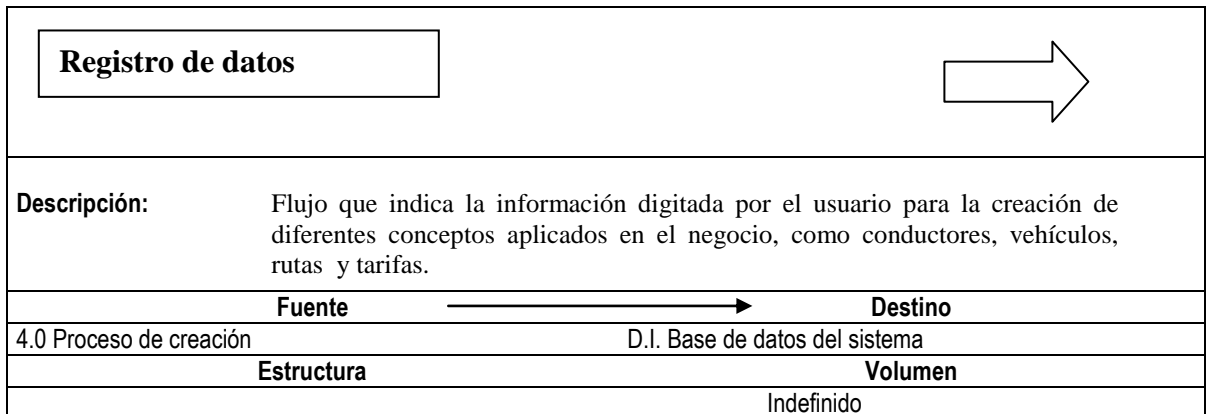 Registro de datos
Descripción: Flujo que indica la información digitada por el usuario para la creación de
diferentes conceptos aplicados en el negocio, como conductores, vehículos,
rutas y tarifas.
Fuente Destino
4.0 Proceso de creación D.I. Base de datos del sistema
Estructura Volumen
Indefinido